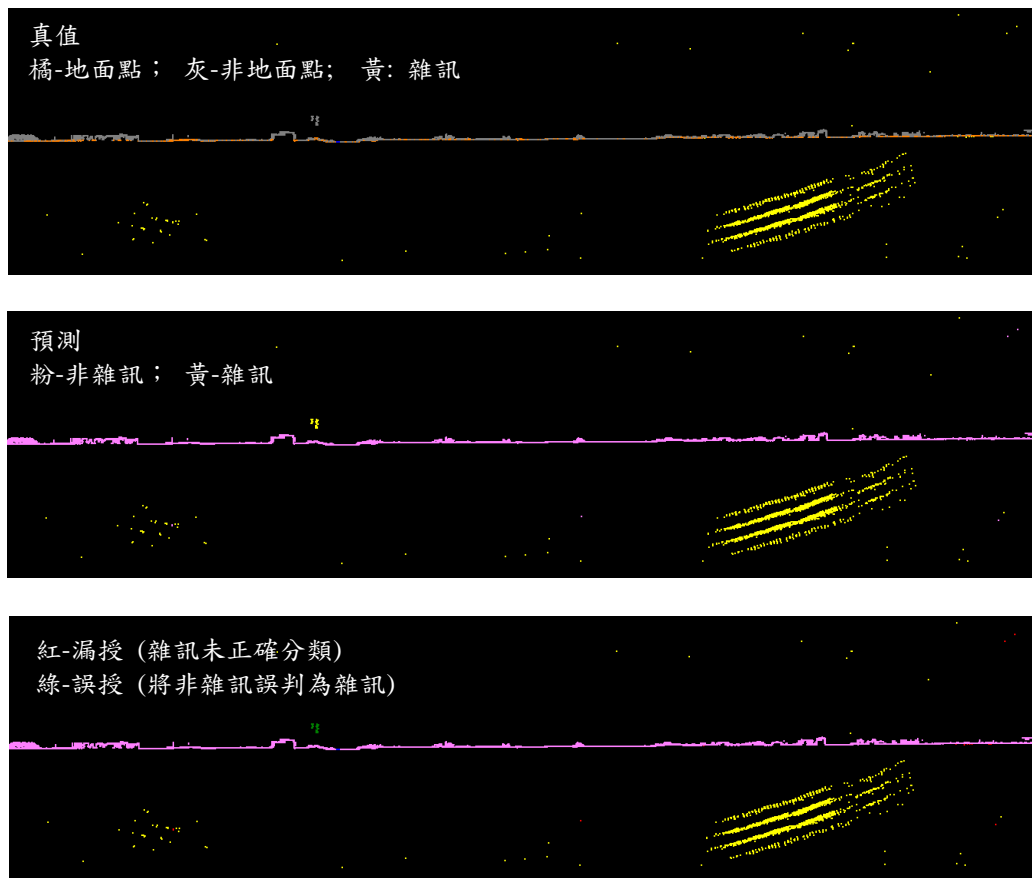 真值
橘-地面點； 灰-非地面點; 黃: 雜訊
預測
粉-非雜訊； 黃-雜訊
紅-漏授 (雜訊未正確分類)
綠-誤授 (將非雜訊誤判為雜訊)